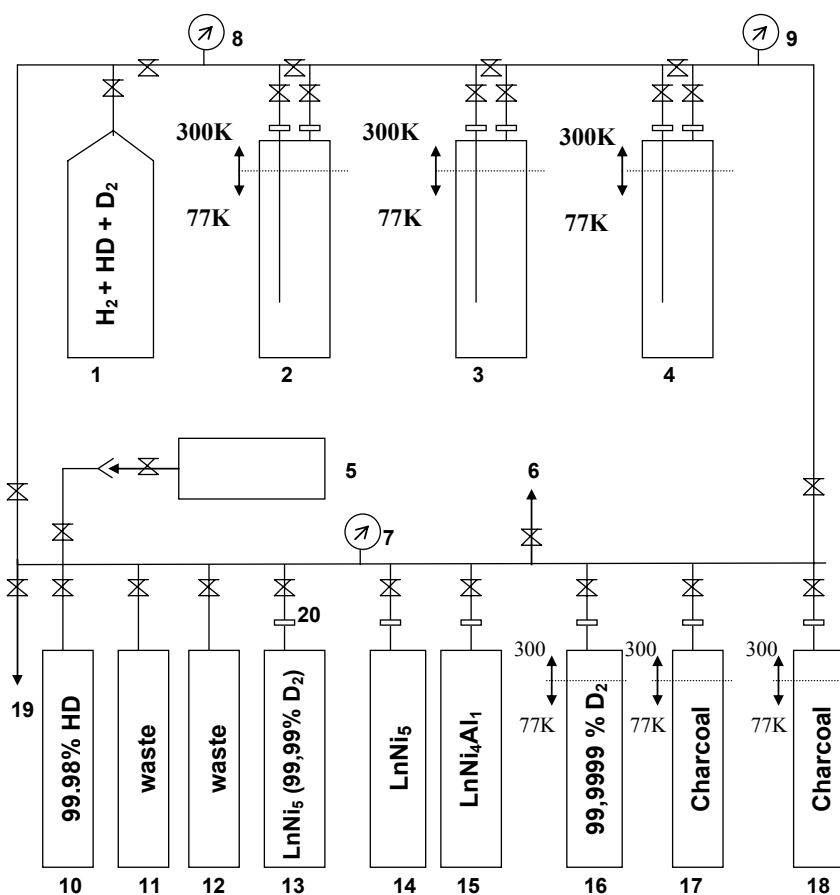 8
9
300K
300K
300K
77K
77K
77K
H₂ + HD + D₂
1
2
3
4
5
6
7
20
300
300
300
77K
77K
77K
19
99.98% HD
waste
waste
LnNi₅ (99,99% D₂)
LnNi₅
LnNi₄Al₁
99,9999 % D₂
Charcoal
Charcoal
10
11
12
13
14
15
16
17
18